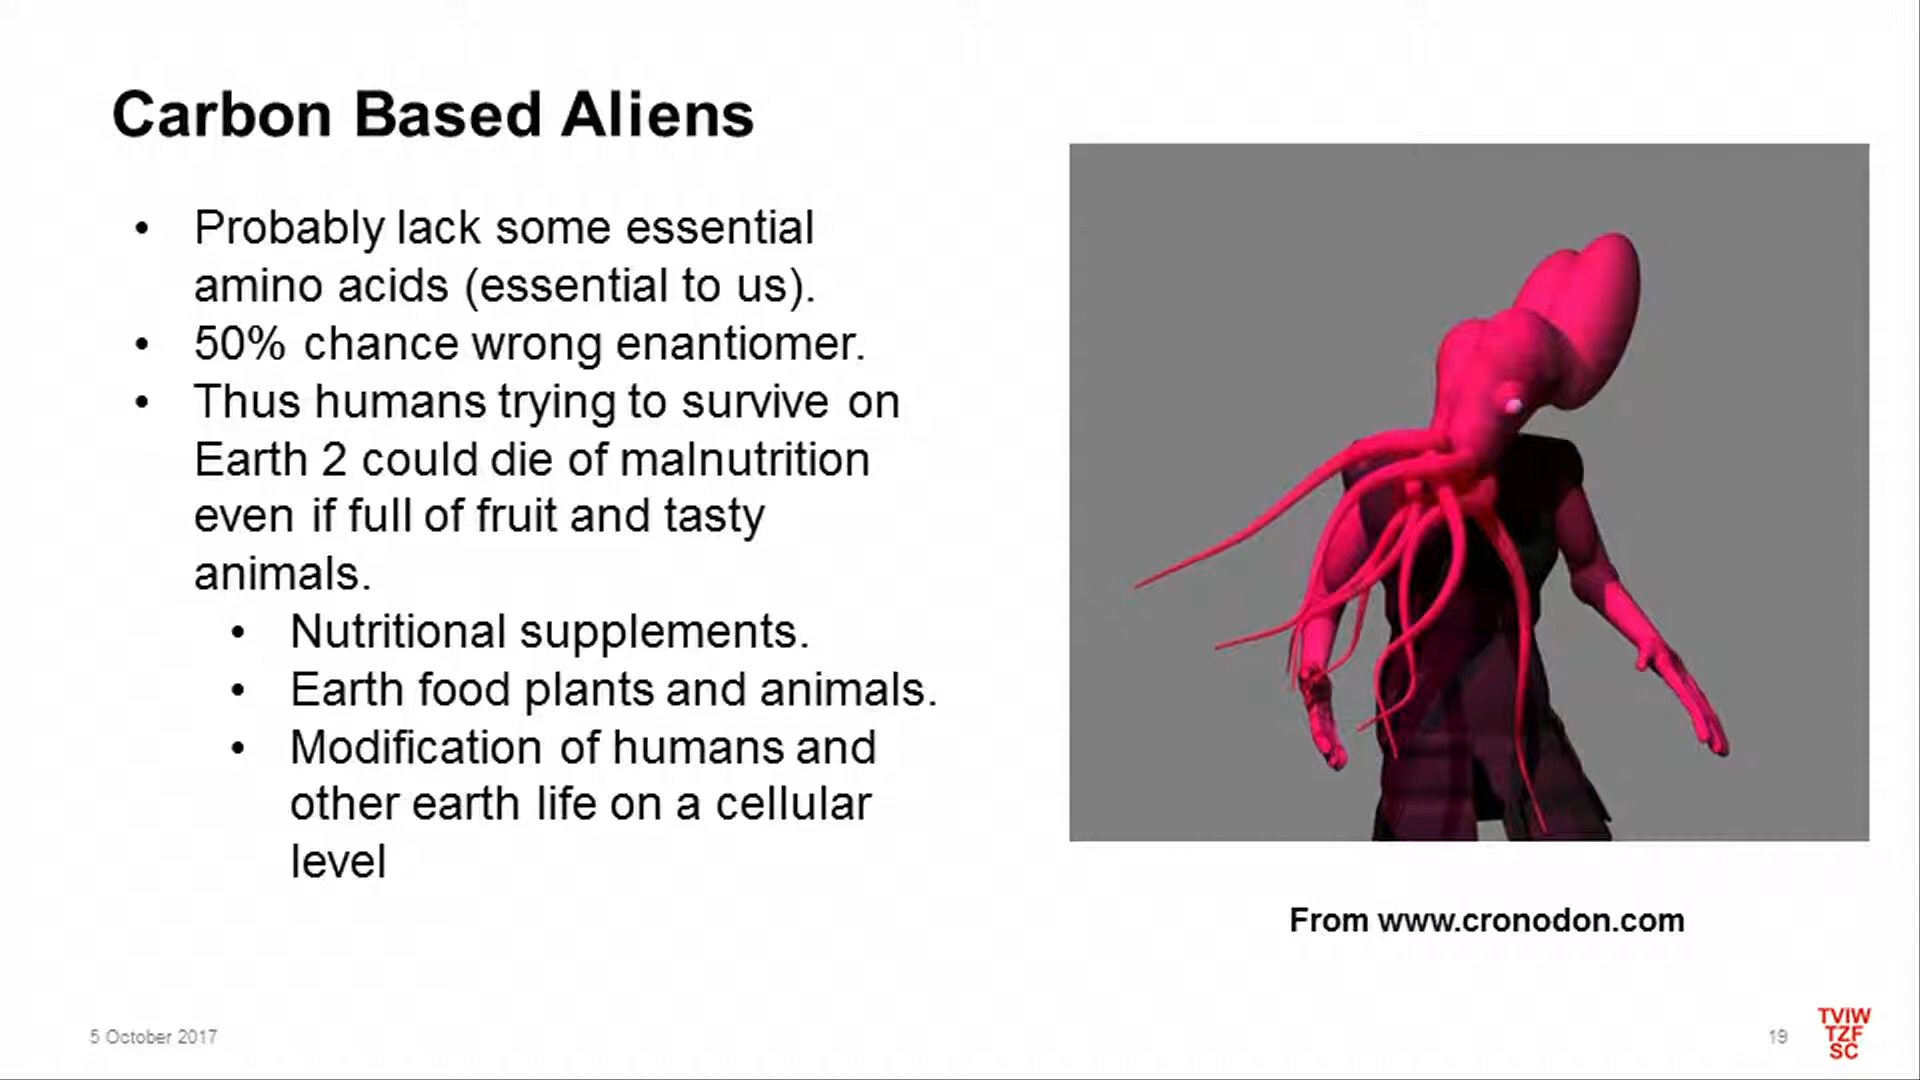 Carbon Based Aliens
• Probably lack some essential
amino acids (essential to us).
• 50% chance wrong enantiomer.
• Thus humans trying to survive on
Earth 2 could die of malnutrition
even if full of fruit and tasty
animals.
• Nutritional supplements.
• Earth food plants and animals.
• Modification of humans and
other earth life on a cellular
level
From www.cronodon.com
5 October 2017
19
TVIW
TZF
SC